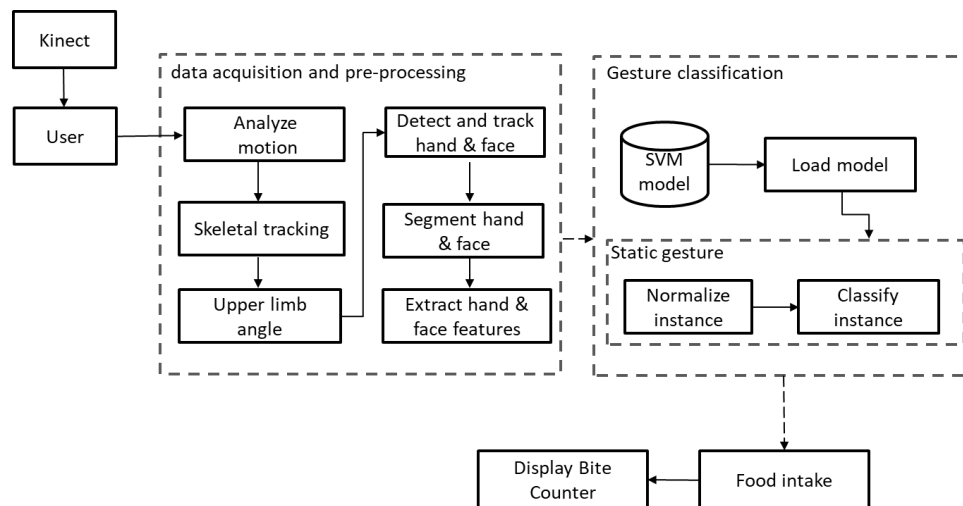 Kinect
User
data acquisition and pre-processing
Analyze
motion
Skeletal tracking
Upper limb
angle
Detect and track
hand & face
Segment hand
& face
Extract hand &
face features
Gesture classification
SVM
model
Load model
Static gesture
Normalize
instance
Classify
instance
Food intake
Display Bite
Counter